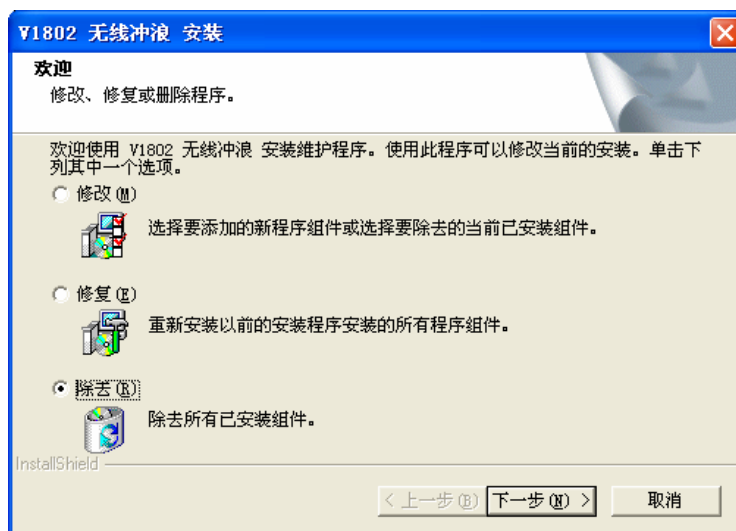 V1802 无线冲浪 安装
欢迎
修改、修复或删除程序。
欢迎使用 V1802 无线冲浪 安装维护程序。使用此程序可以修改当前的安装。单击下
列其中一个选项。
修改(M)
选择要添加的新程序组件或选择要除去的当前已安装组件。
修复(E)
重新安装以前的安装程序安装的所有程序组件。
除去(R)
除去所有已安装组件。
InstallShield
< 上一步(B) 下一步(N) > 取消